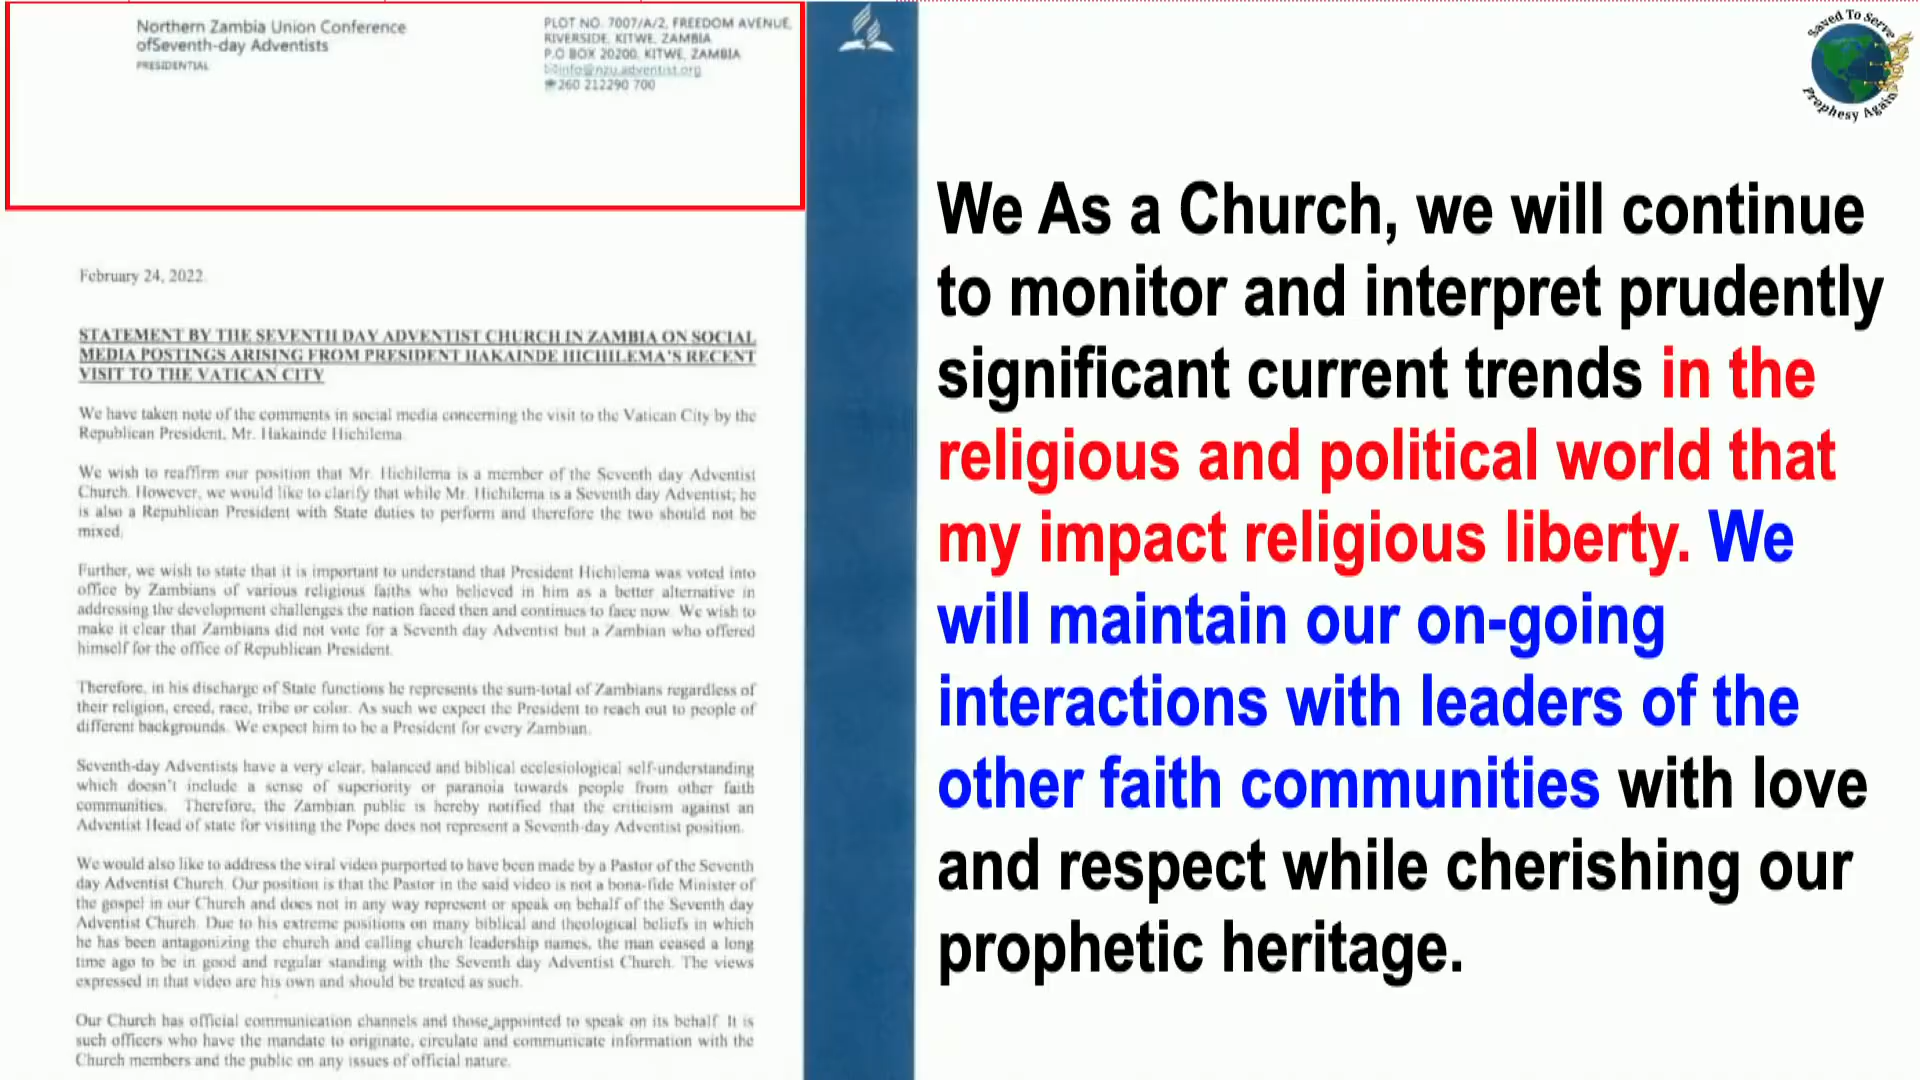 Northern Zambia Union Conference
ofSeventh-day Adventists
PRESIDENTIAL
PLOT NO. 7007/A/2, FREEDOM AVENUE,
RIVERSIDE, KITWE, ZAMBIA
P.O BOX 20200, KITWE, ZAMBIA
info@nzu.adventist.org
260 212290 700
February 24, 2022
STATEMENT BY THE SEVENTH DAY ADVENTIST CHURCH IN ZAMBIA ON SOCIAL
MEDIA POSTINGS ARISING FROM PRESIDENT HAKAINDE HICHILEMA'S RECENT
VISIT TO THE VATICAN CITY
We have taken note of the comments in social media concerning the visit to the Vatican City by the
Republican President, Mr. Hakainde Hichilema.
We wish to reaffirm our position that Mr. Hichilema is a member of the Seventh day Adventist
Church. However, we would like to clarify that while Mr. Hichilema is a Seventh day Adventist; he
is also a Republican President with State duties to perform and therefore the two should not be
mixed.
Further, we wish to state that it is important to understand that President Hichilema was voted into
office by Zambians of various religious faiths who believed in him as a better alternative in
addressing the development challenges the nation faced then and continues to face now. We wish to
make it clear that Zambians did not vote for a Seventh day Adventist but a Zambian who offered
himself for the office of Republican President.
Therefore, in his discharge of State functions he represents the sum-total of Zambians regardless of
their religion, creed, race, tribe or color. As such we expect the President to reach out to people of
different backgrounds. We expect him to be a President for every Zambian.
Seventh-day Adventists have a very clear, balanced and biblical ecclesiological self-understanding
which doesn't include a sense of superiority or paranoia towards people from other faith
communities. Therefore, the Zambian public is hereby notified that the criticism against an
Adventist Head of state for visiting the Pope does not represent a Seventh-day Adventist position.
We would also like to address the viral video purported to have been made by a Pastor of the Seventh
day Adventist Church. Our position is that the Pastor in the said video is not a bona-fide Minister of
the gospel in our Church and does not in any way represent or speak on behalf of the Seventh day
Adventist Church. Due to his extreme positions on many biblical and theological beliefs in which
he has been antagonizing the church and calling church leadership names, the man ceased a long
time ago to be in good and regular standing with the Seventh day Adventist Church. The views
expressed in that video are his own and should be treated as such.
Our Church has official communication channels and those appointed to speak on its behalf. It is
such officers who have the mandate to originate, circulate and communicate information with the
Church members and the public on any issues of official nature.
Saved To Serve
Prophesy Again
We As a Church, we will continue
to monitor and interpret prudently
significant current trends in the
religious and political world that
my impact religious liberty. We
will maintain our on-going
interactions with leaders of the
other faith communities with love
and respect while cherishing our
prophetic heritage.